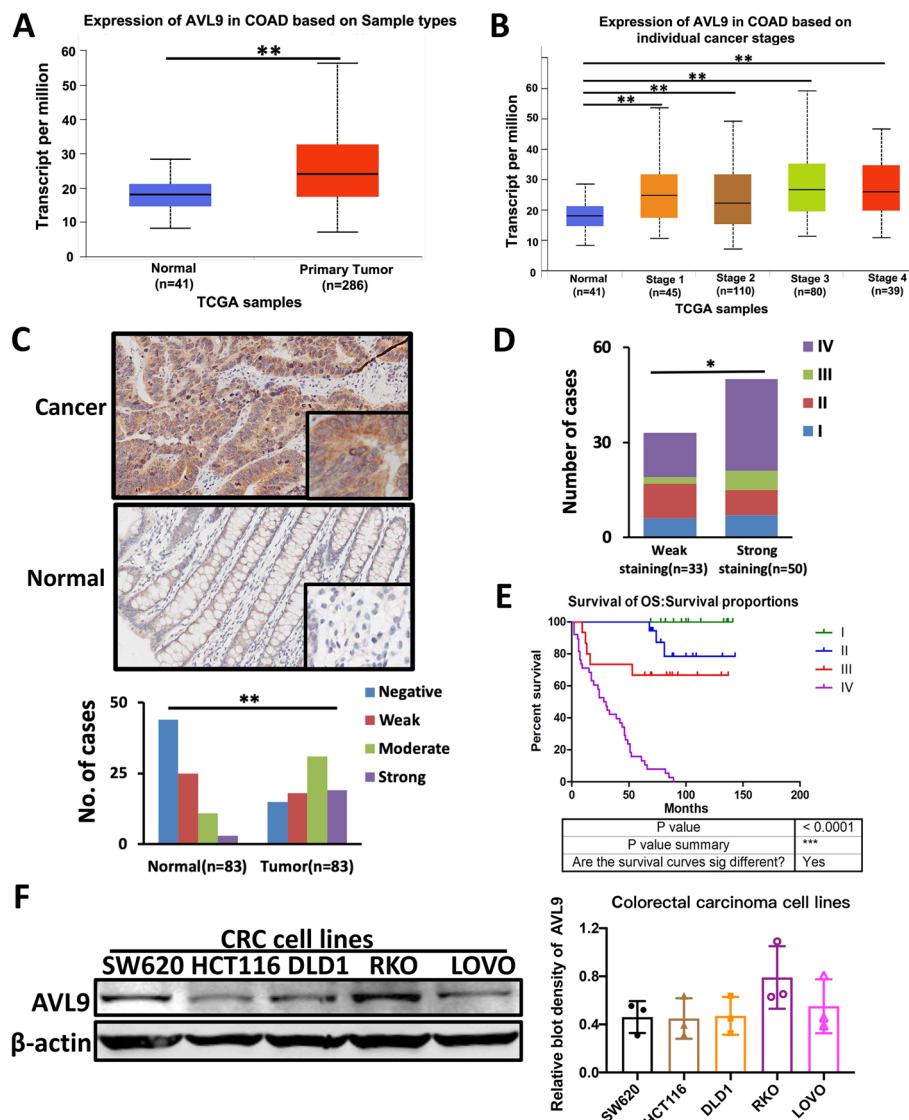 A
Expression of AVL9 in COAD based on Sample types
**
Transcript per million
60
50
40
30
20
10
0
Normal
(n=41)
Primary Tumor
(n=286)
TCGA samples
B
Expression of AVL9 in COAD based on
individual cancer stages
**
**
**
**
Transcript per million
60
50
40
30
20
10
0
Normal
(n=41)
Stage 1
(n=45)
Stage 2
(n=110)
Stage 3
(n=80)
Stage 4
(n=39)
TCGA samples
C
Cancer
Normal
No. of cases
50
25
0
**
Negative
Weak
Moderate
Strong
Normal(n=83)
Tumor(n=83)
D
Number of cases
60
30
0
*
IV
III
II
I
Weak
staining(n=33)
Strong
staining(n=50)
E
Survival of OS:Survival proportions
Percent survival
100
80
60
40
20
0
0
50
100
150
200
Months
I
II
III
IV
P value < 0.0001
P value summary ***
Are the survival curves sig different? Yes
F
CRC cell lines
SW620 HCT116 DLD1 RKO LOVO
AVL9
β-actin
Colorectal carcinoma cell lines
Relative blot density of AVL9
1.2
0.8
0.4
0.0
SW620
HCT116
DLD1
RKO
LOVO